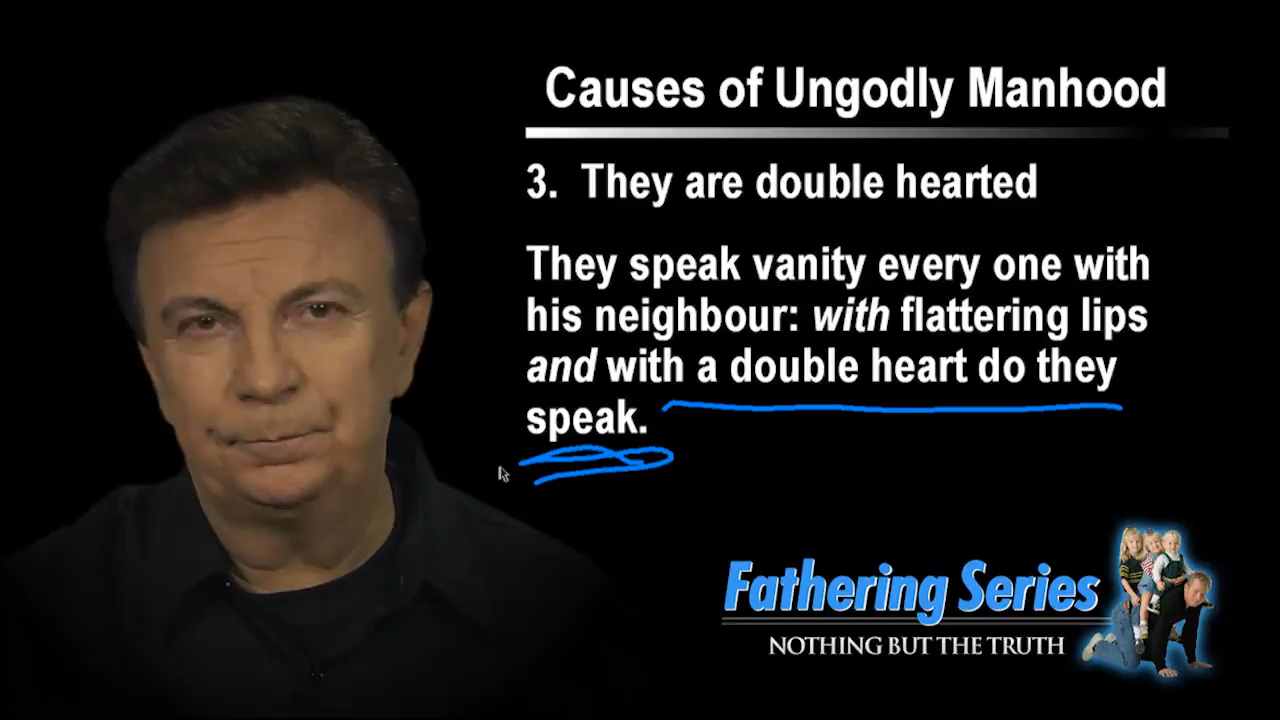 Causes of Ungodly Manhood
3. They are double hearted
They speak vanity every one with
his neighbour: with flattering lips
and with a double heart do they
speak.
Fathering Series
NOTHING BUT THE TRUTH